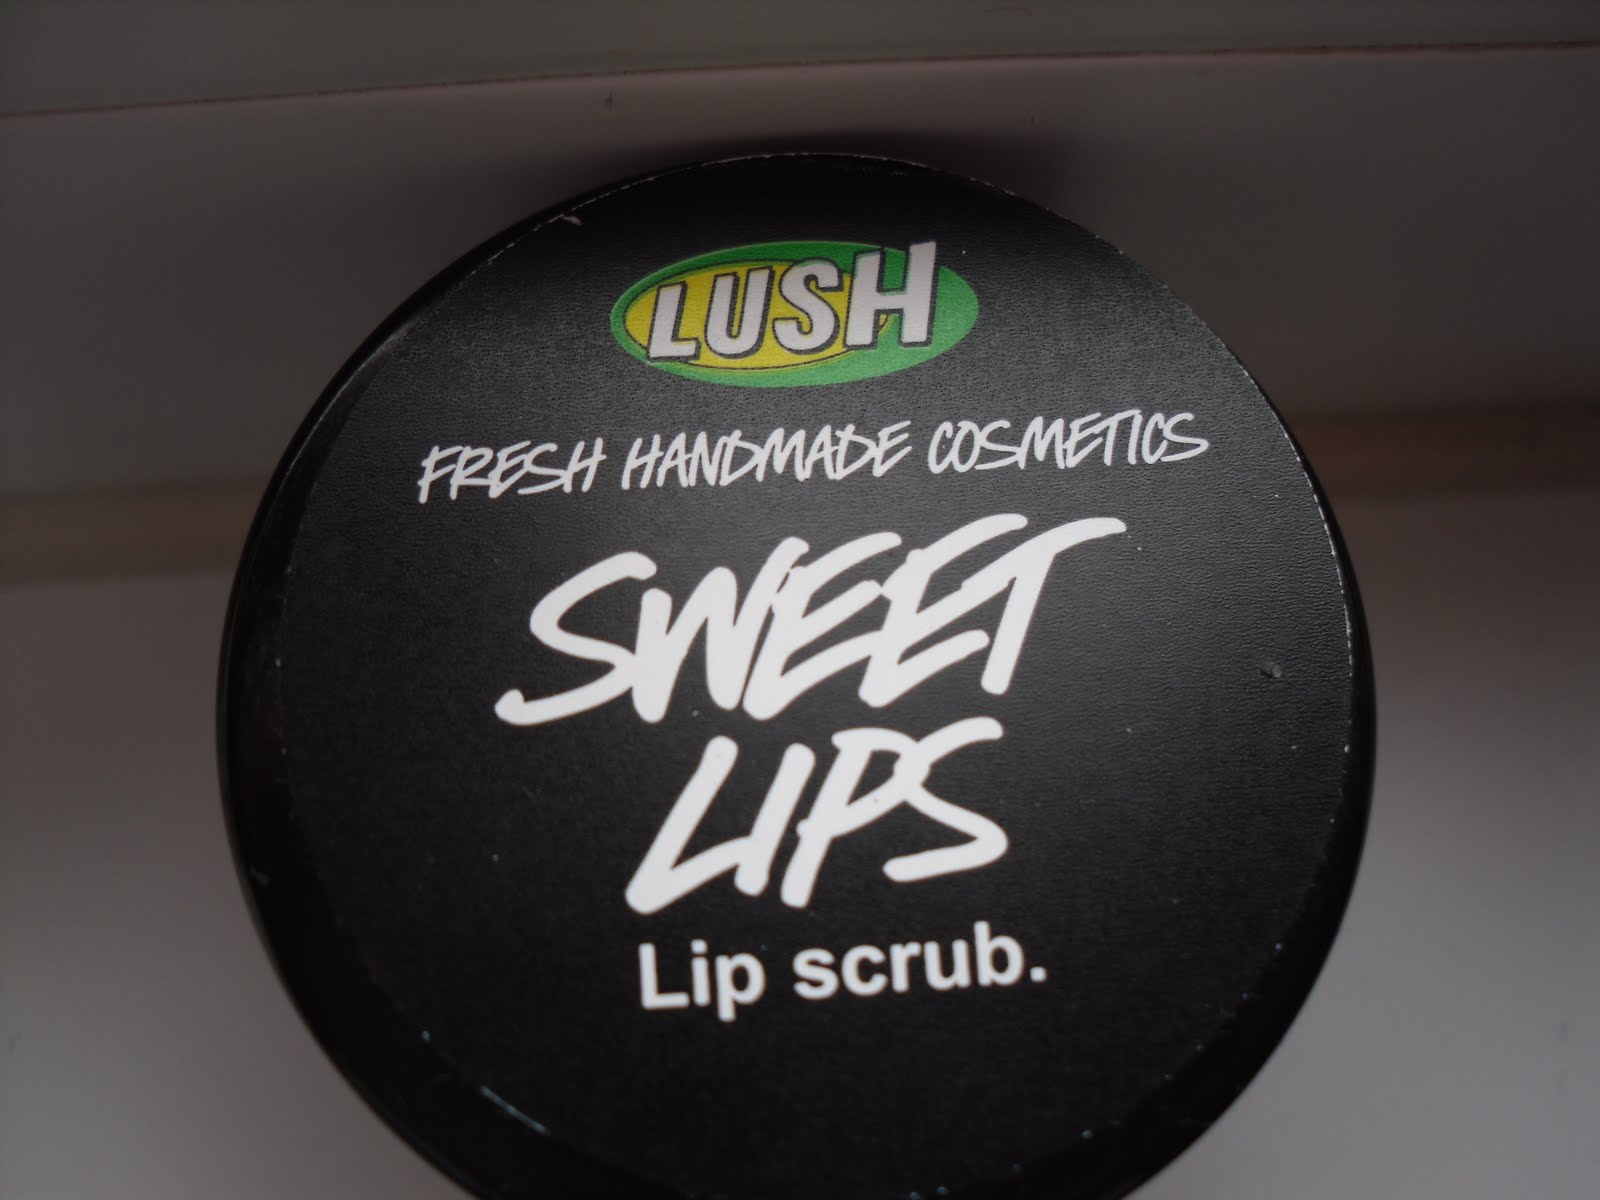 LUSH
FRESH HANDMADE COSMETICS
SWEET
LIPS
Lip scrub.